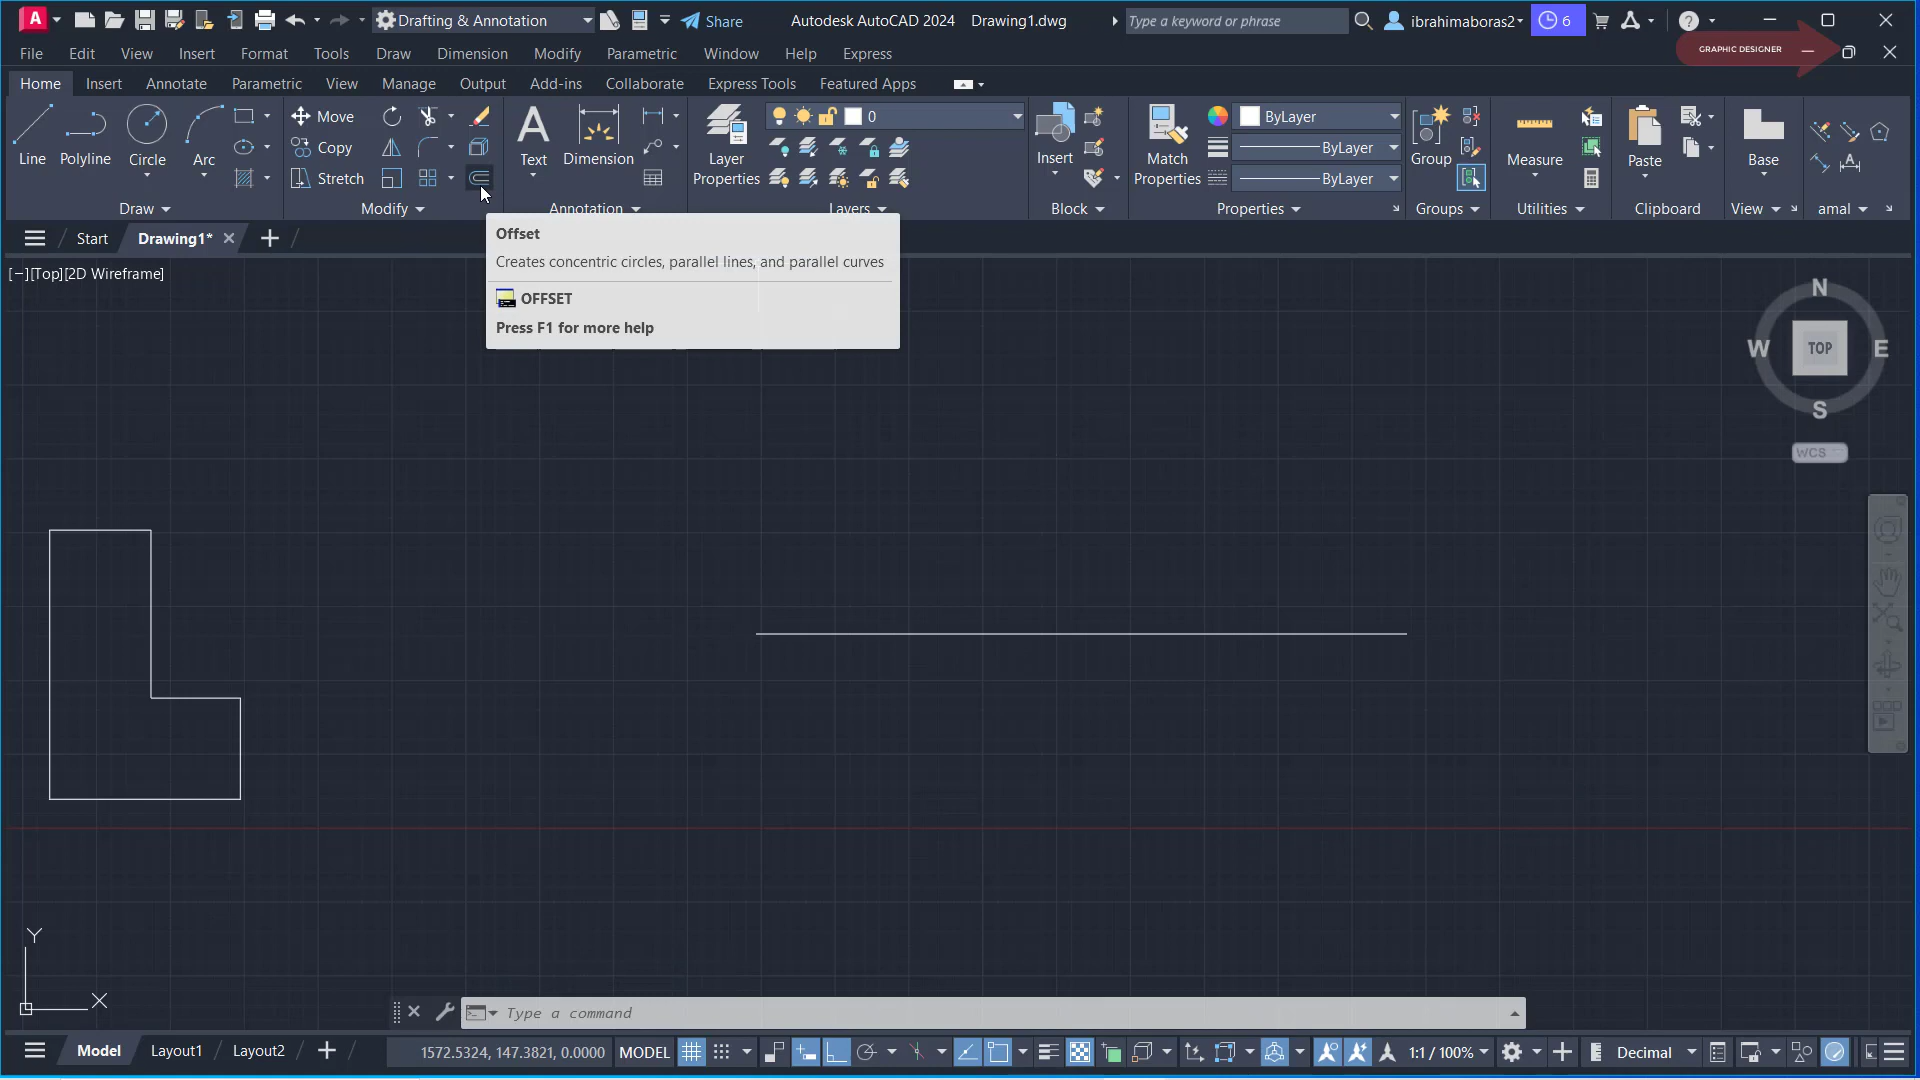 A
Drafting & Annotation
Share
Autodesk AutoCAD 2024
Drawing1.dwg
Type a keyword or phrase
ibrahimaboras2
6
?
File
Edit
View
Insert
Format
Tools
Draw
Dimension
Modify
Parametric
Window
Help
Express
GRAPHIC DESIGNER
Home
Insert
Annotate
Parametric
View
Manage
Output
Add-ins
Collaborate
Express Tools
Featured Apps
Line
Polyline
Circle
Arc
Move
Copy
Stretch
A
Text
Dimension
Layer
Properties
0
Insert
Match
Properties
ByLayer
ByLayer
ByLayer
Group
Measure
Paste
Base
A
Draw
Modify
Annotation
Layers
Block
Properties
Groups
Utilities
Clipboard
View
amal
Start
Drawing1*
Offset
Creates concentric circles, parallel lines, and parallel curves
OFFSET
Press F1 for more help
[−][Top][2D Wireframe]
N
W
TOP
E
S
WCS
Y
X
Type a command
Model
Layout1
Layout2
1572.5324, 147.3821, 0.0000
MODEL
1:1 / 100%
Decimal